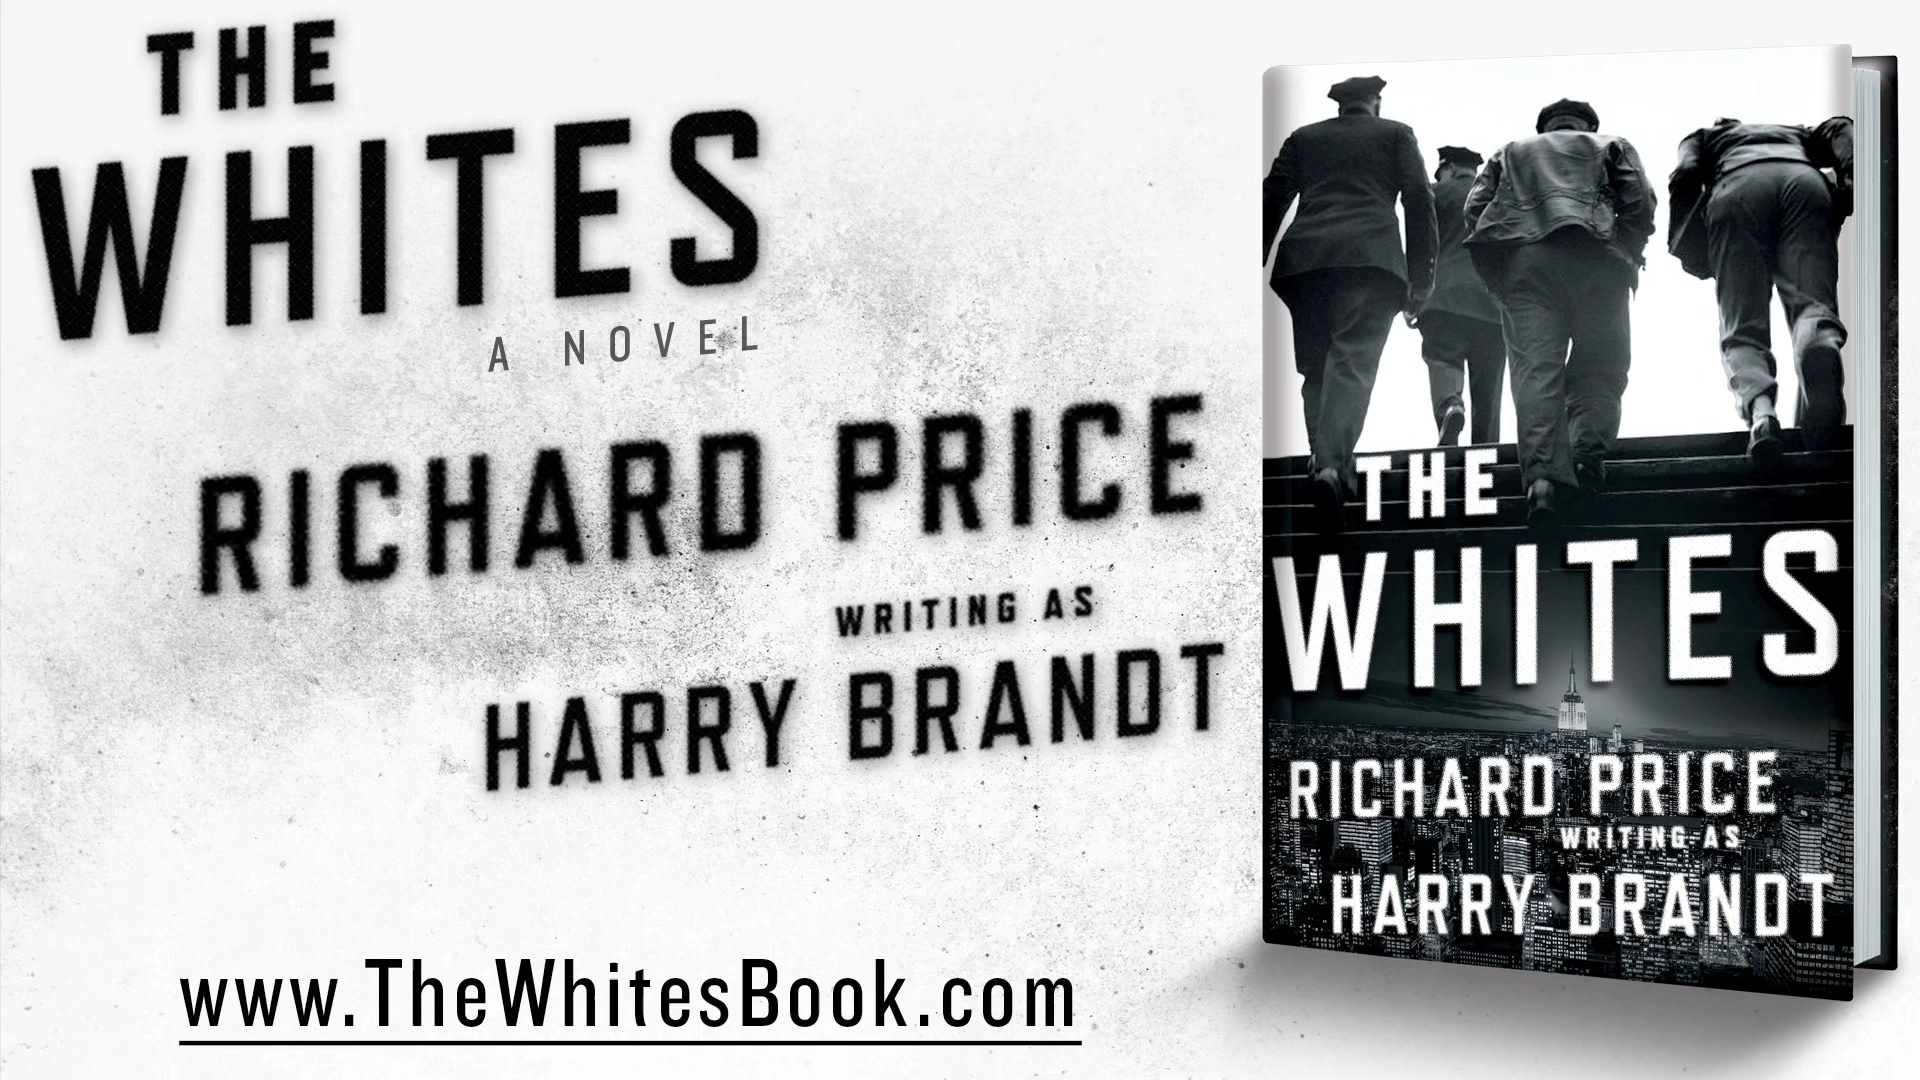 THE
WHITES
A NOVEL
RICHARD PRICE
WRITING AS
HARRY BRANDT
www.TheWhitesBook.com
THE
WHITES
RICHARD PRICE
WRITING AS
HARRY BRANDT